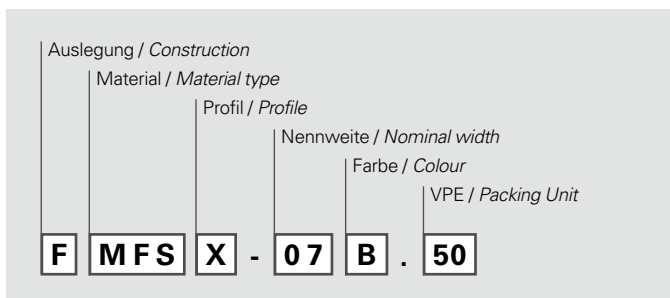 Auslegung / Construction
Material / Material type
Profil / Profile
Nennweite / Nominal width
Farbe / Colour
VPE / Packing Unit
F MFS X - 07 B . 50